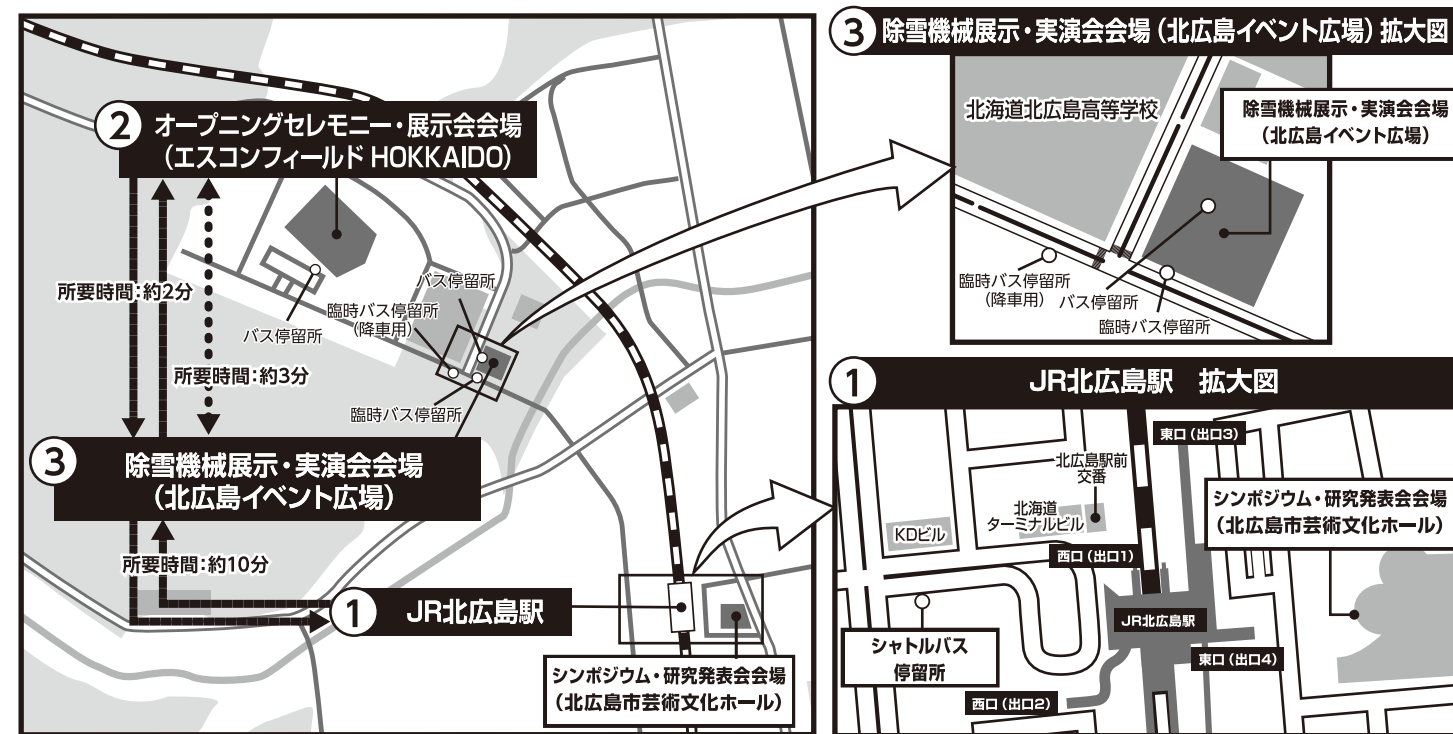 ② オープニングセレモニー・展示会会場
(エスコンフィールド HOKKAIDO)
所要時間:約2分
所要時間:約3分
バス停留所
臨時バス停留所
(降車用)
バス停留所
臨時バス停留所
③ 除雪機械展示・実演会会場
(北広島イベント広場)
所要時間:約10分
① JR北広島駅
シンポジウム・研究発表会会場
(北広島市芸術文化ホール)
③ 除雪機械展示・実演会会場(北広島イベント広場)拡大図
北海道北広島高等学校
除雪機械展示・実演会会場
(北広島イベント広場)
臨時バス停留所
(降車用)
バス停留所
臨時バス停留所
① JR北広島駅 拡大図
東口(出口3)
北広島駅前
交番
北海道
ターミナルビル
KDビル
西口(出口1)
シンポジウム・研究発表会会場
(北広島市芸術文化ホール)
シャトルバス
停留所
JR北広島駅
東口(出口4)
西口(出口2)